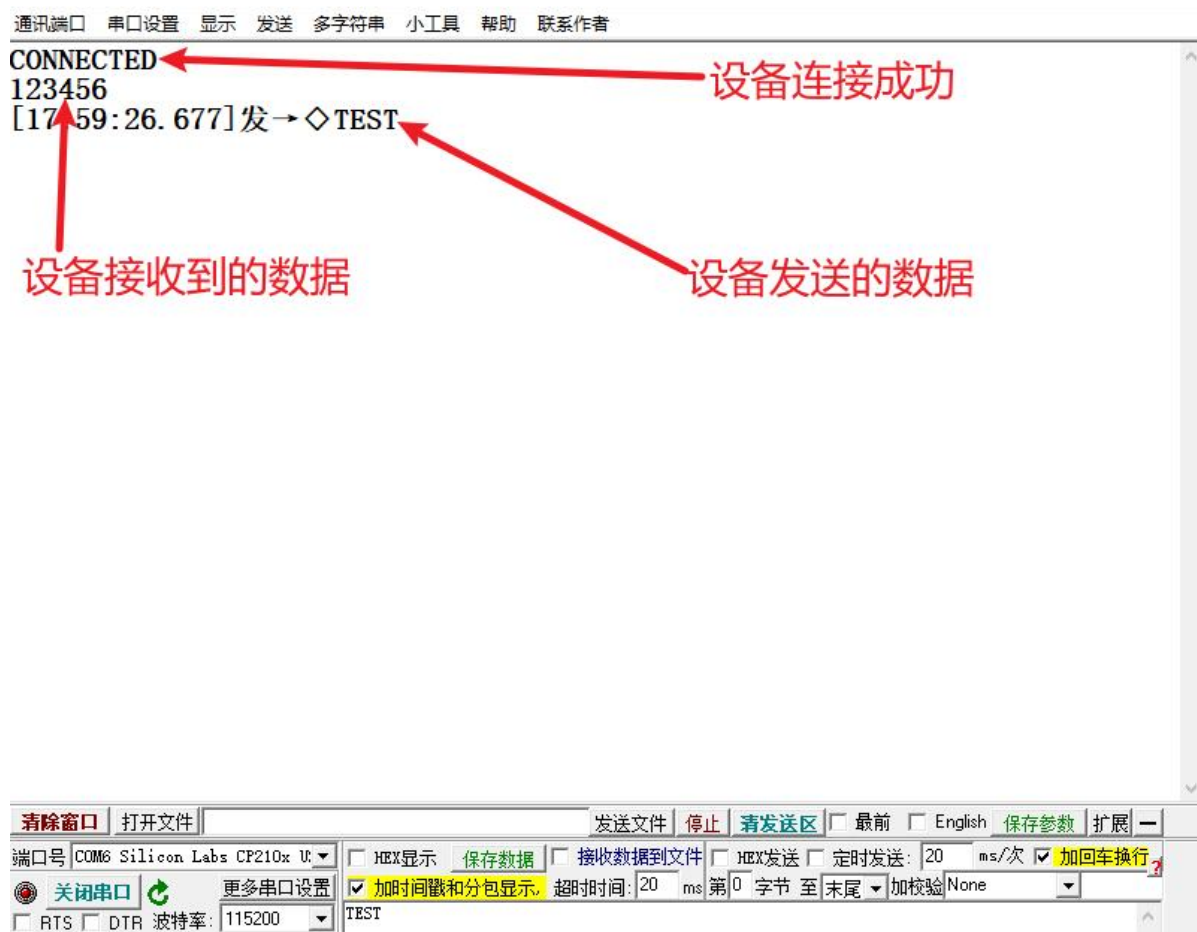 通讯端口 串口设置 显示 发送 多字符串 小工具 帮助 联系作者
CONNECTED
设备连接成功
123456
[17:59:26.677]发→◇TEST
设备接收到的数据
设备发送的数据
清除窗口 打开文件 发送文件 停止 清发送区 最前 English 保存参数 扩展 —
端口号 COM6 Silicon Labs CP210x U HEX显示 保存数据 接收数据到文件 HEX发送 定时发送: 20 ms/次 加回车换行 ?
关闭串口 更多串口设置 加时间戳和分包显示, 超时时间: 20 ms 第 0 字节 至 末尾 加校验 None
RTS DTR 波特率: 115200 TEST